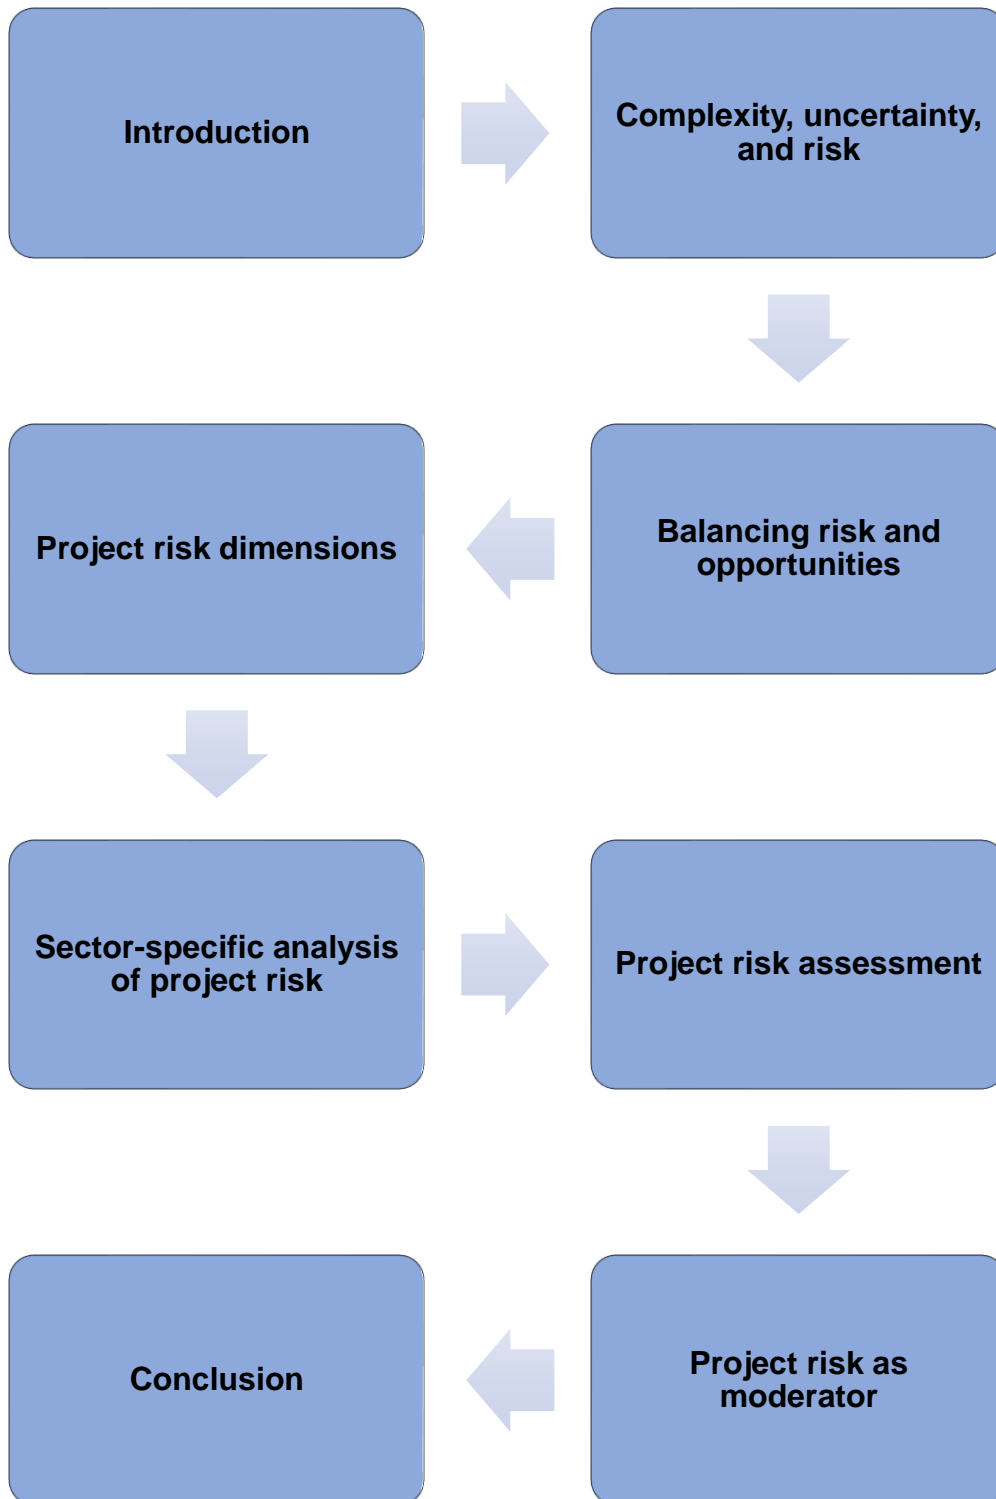 Introduction
Complexity, uncertainty,
and risk
Balancing risk and
opportunities
Project risk dimensions
Sector-specific analysis
of project risk
Project risk assessment
Project risk as
moderator
Conclusion